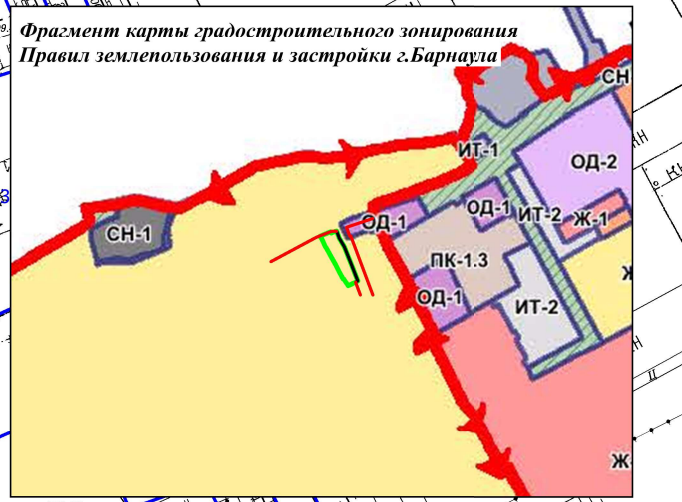 Фрагмент карты градостроительного зонирования
Правил землепользования и застройки г.Барнаула
СН
ИТ-1
ОД-2
ОД-1
ОД-1
ИТ-2
Ж-1
СН-1
ПК-1.3
ОД-1
ИТ-2
Ж